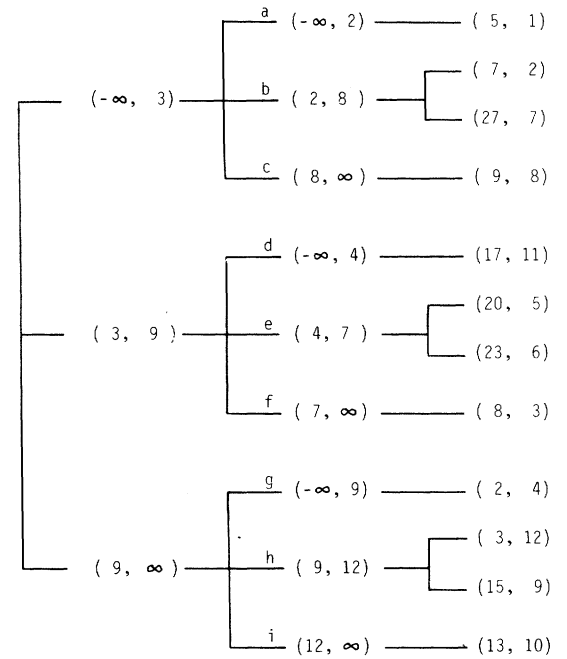 a (-∞, 2) ( 5, 1)
( 7, 2)
(-∞, 3) b ( 2, 8 )
(27, 7)
c ( 8, ∞) ( 9, 8)
d (-∞, 4) (17, 11)
(20, 5)
( 3, 9 ) e ( 4, 7 )
(23, 6)
f ( 7, ∞) ( 8, 3)
g (-∞, 9) ( 2, 4)
( 3, 12)
( 9, ∞ ) h ( 9, 12)
(15, 9)
i (12, ∞) (13, 10)